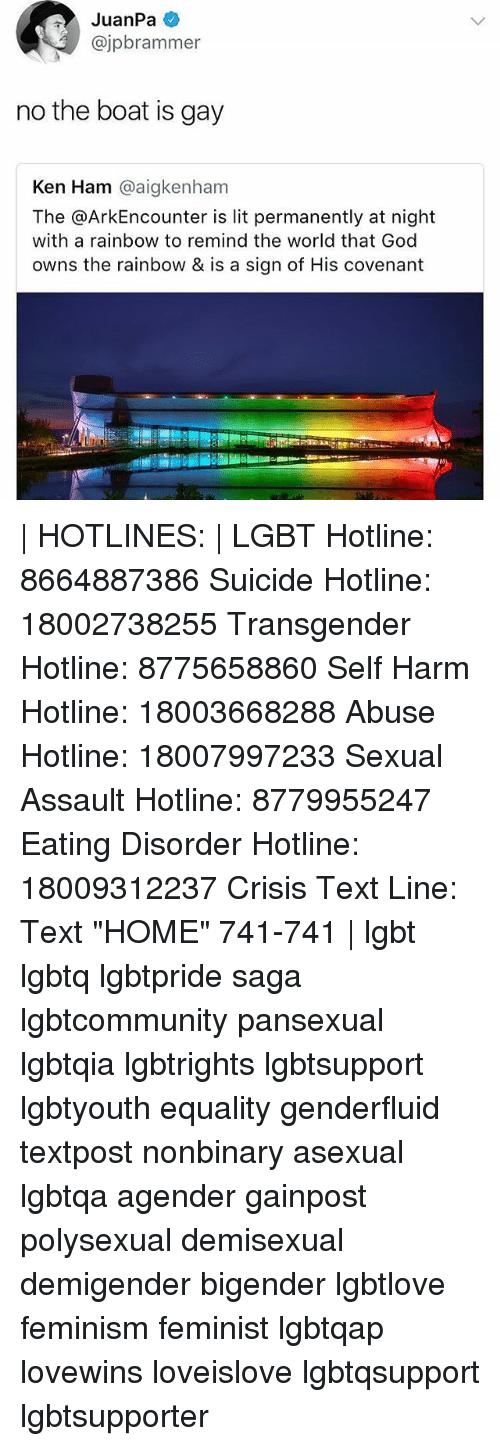 JuanPa
@jpbrammer
no the boat is gay
Ken Ham @aigkenham
The @ArkEncounter is lit permanently at night
with a rainbow to remind the world that God
owns the rainbow & is a sign of His covenant
| HOTLINES: | LGBT Hotline:
8664887386 Suicide Hotline:
18002738255 Transgender
Hotline: 8775658860 Self Harm
Hotline: 18003668288 Abuse
Hotline: 18007997233 Sexual
Assault Hotline: 8779955247
Eating Disorder Hotline:
18009312237 Crisis Text Line:
Text "HOME" 741-741 | lgbt
lgbtq lgbtpride saga
lgbtcommunity pansexual
lgbtqia lgbtrights lgbtsupport
lgbtyouth equality genderfluid
textpost nonbinary asexual
lgbtqa agender gainpost
polysexual demisexual
demigender bigender lgbtlove
feminism feminist lgbtqap
lovewins loveislove lgbtqsupport
lgbtsupporter